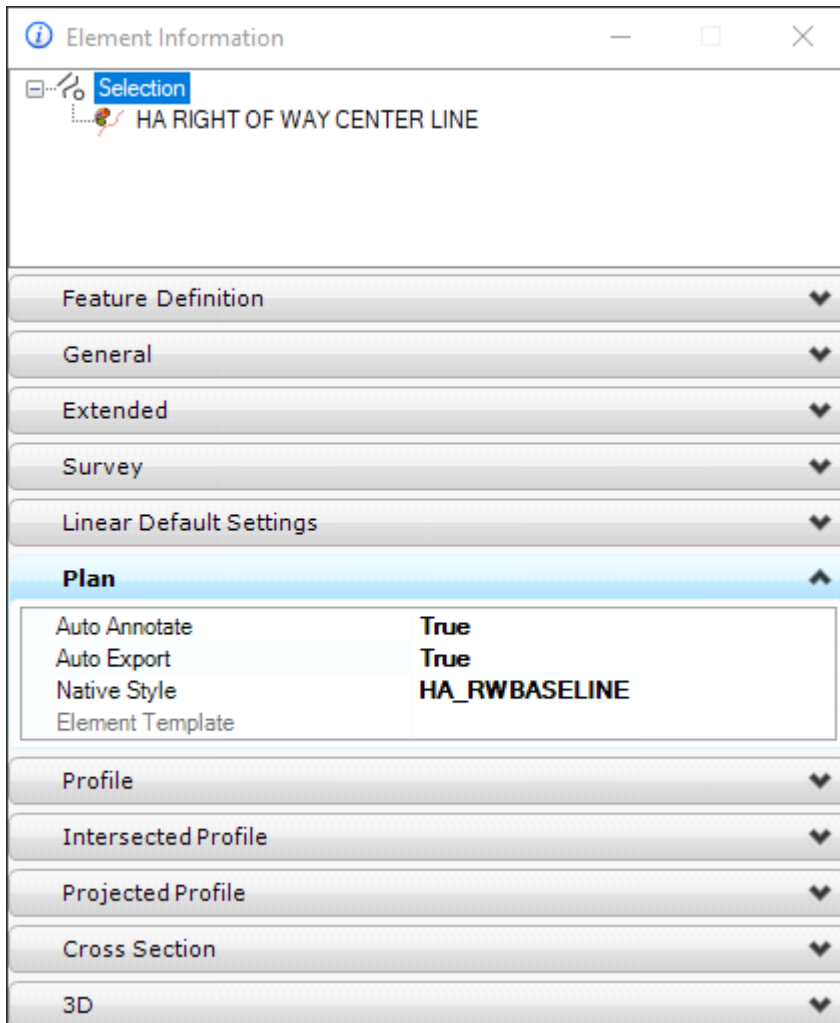 Element Information
Selection
HA RIGHT OF WAY CENTER LINE
Feature Definition
General
Extended
Survey
Linear Default Settings
Plan
Auto Annotate True
Auto Export True
Native Style HA_RWBASELINE
Element Template
Profile
Intersected Profile
Projected Profile
Cross Section
3D